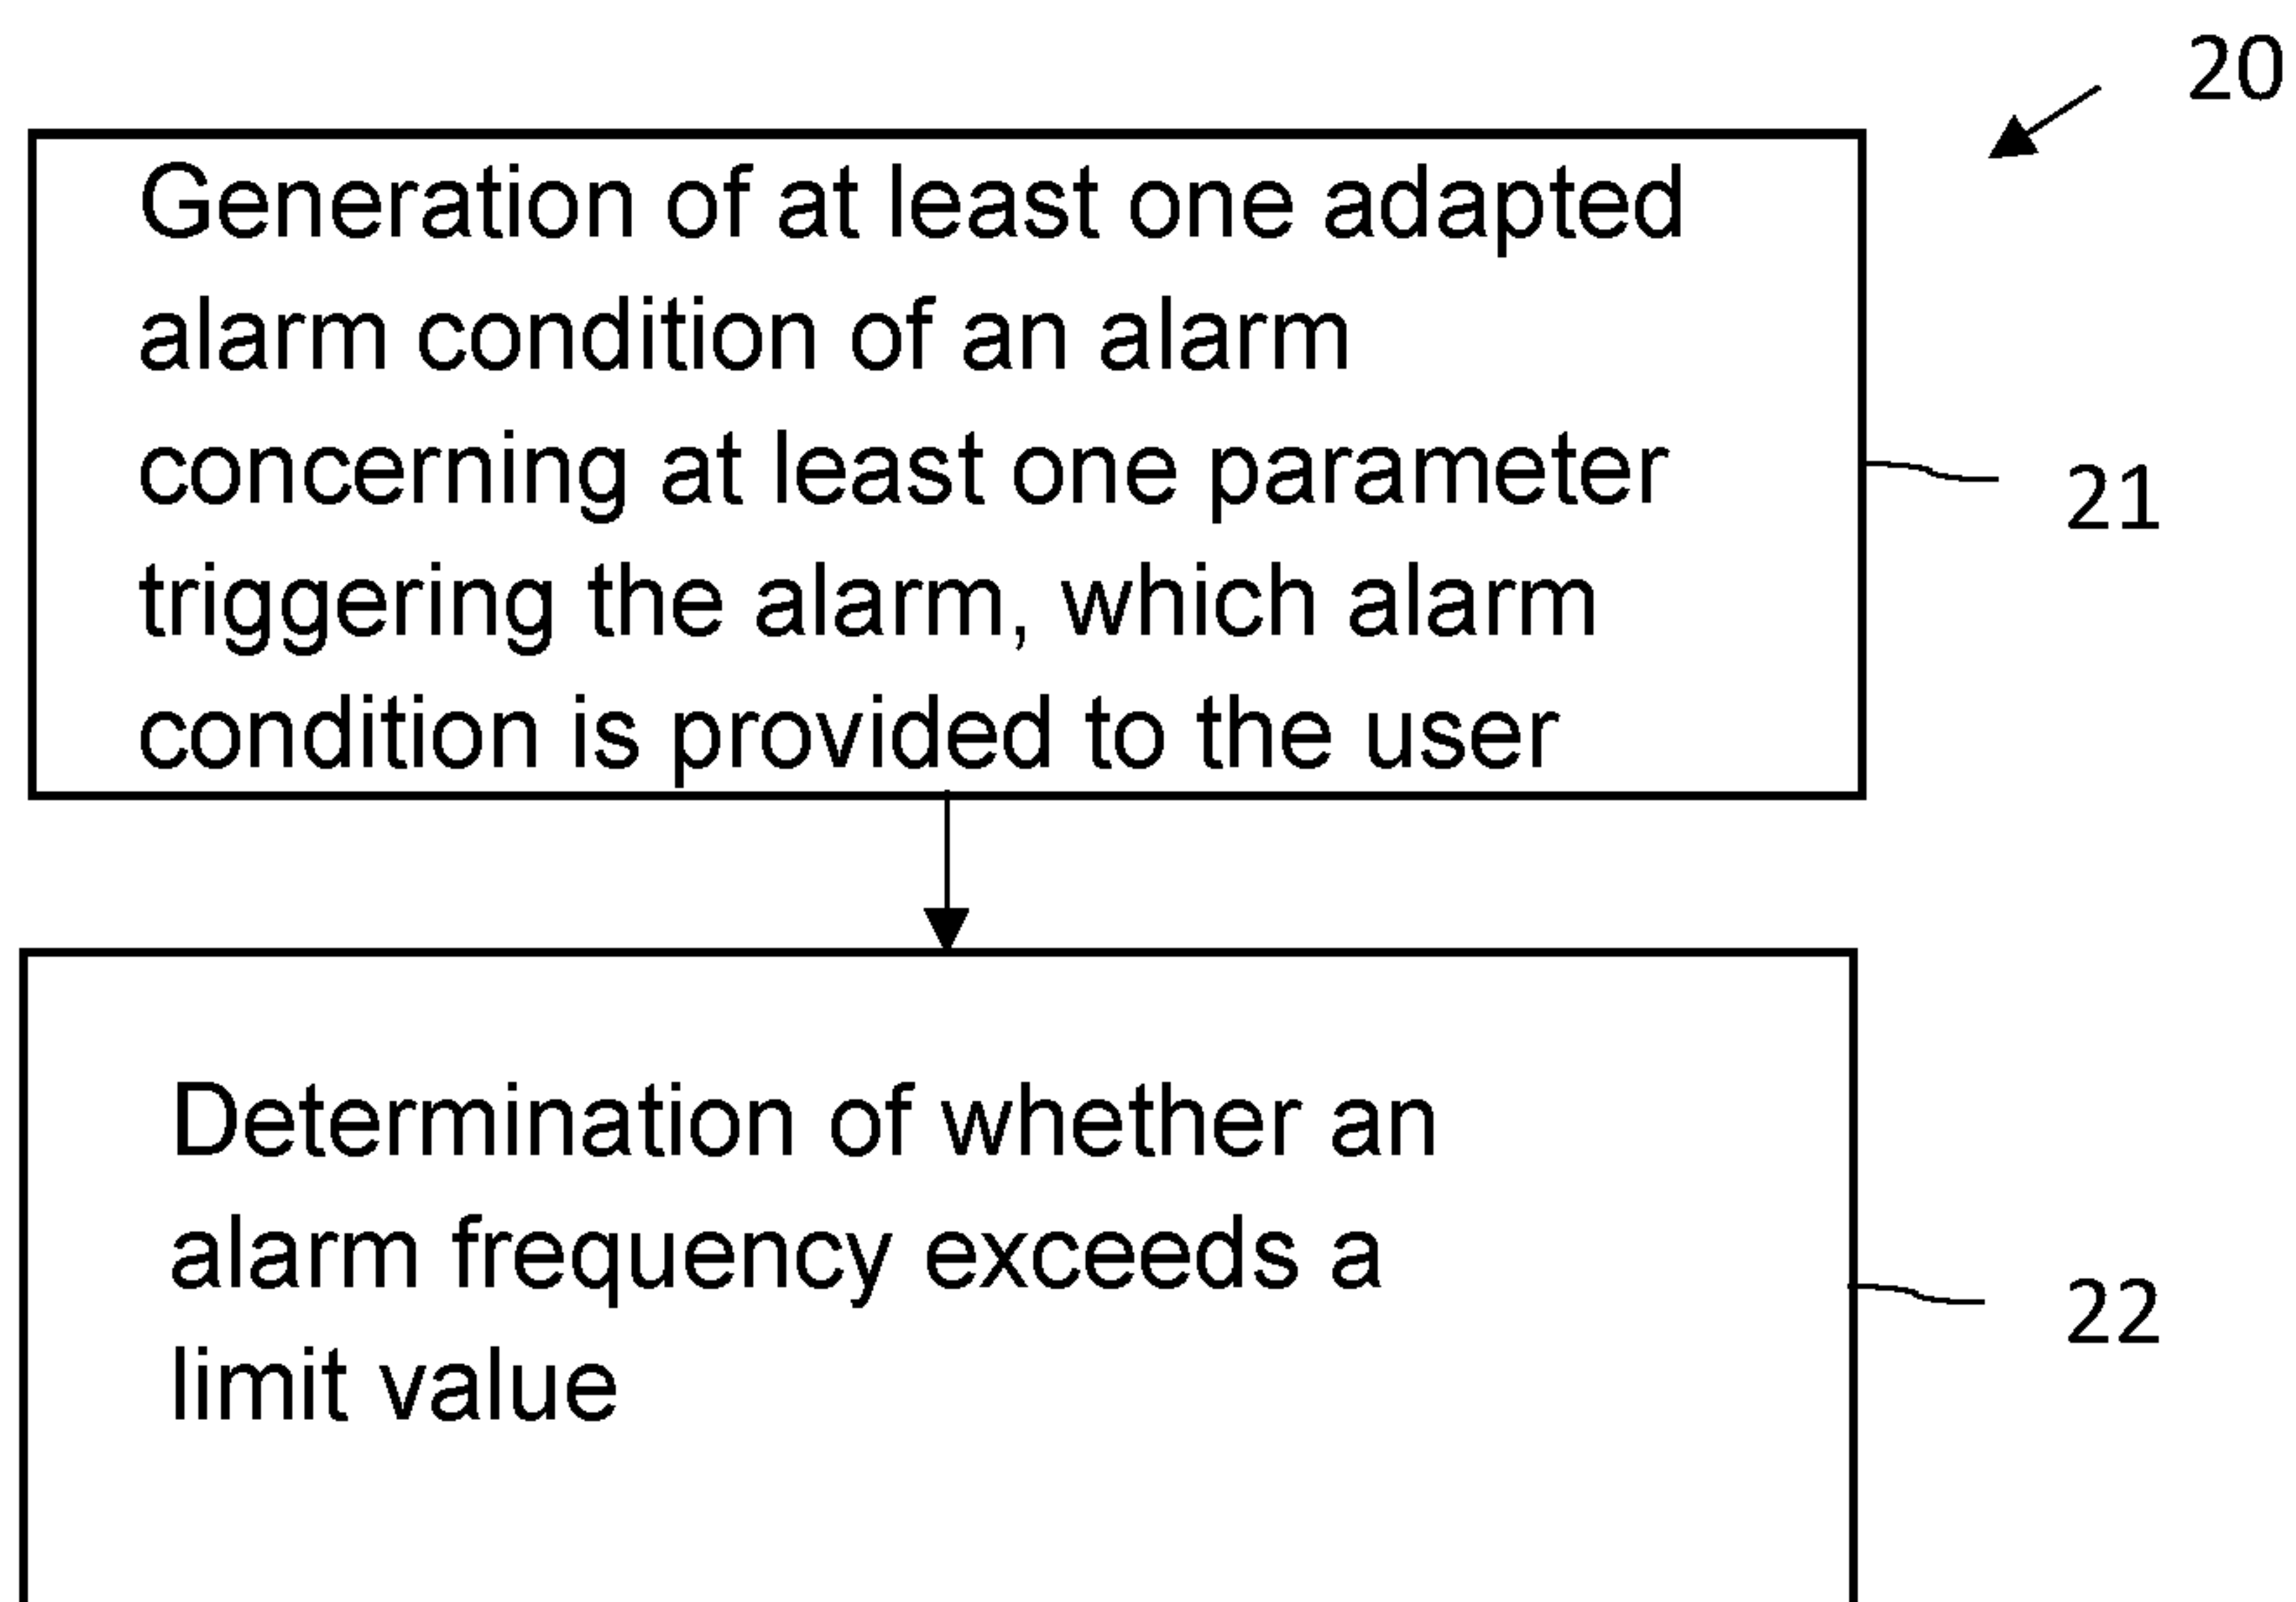 20
Generation of at least one adapted
alarm condition of an alarm
concerning at least one parameter
triggering the alarm, which alarm
condition is provided to the user
21
Determination of whether an
alarm frequency exceeds a
limit value
22